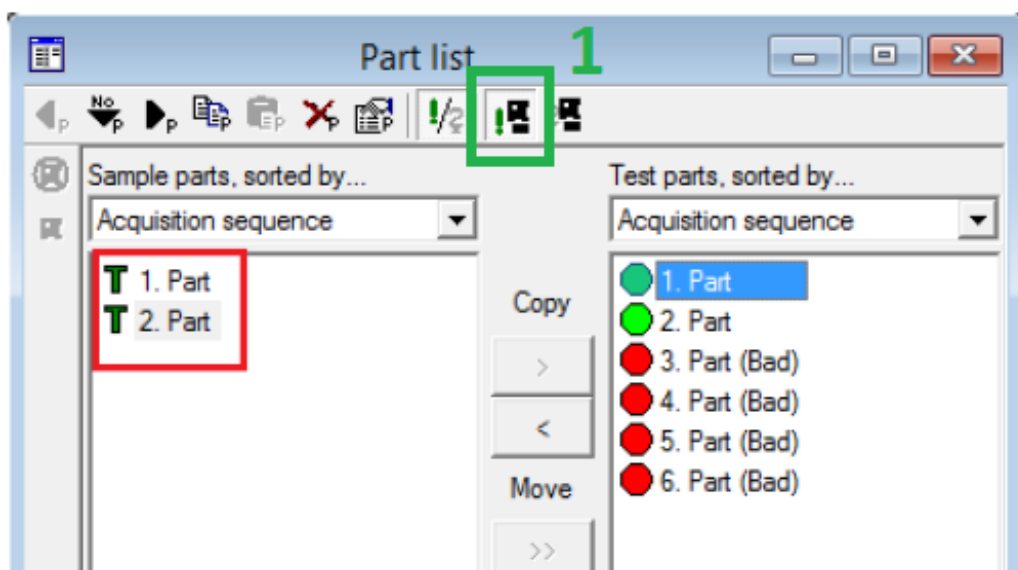 Part list
1
Sample parts, sorted by...
Acquisition sequence
T 1. Part
T 2. Part
Copy
>
<
Move
>>
Test parts, sorted by...
Acquisition sequence
1. Part
2. Part
3. Part (Bad)
4. Part (Bad)
5. Part (Bad)
6. Part (Bad)